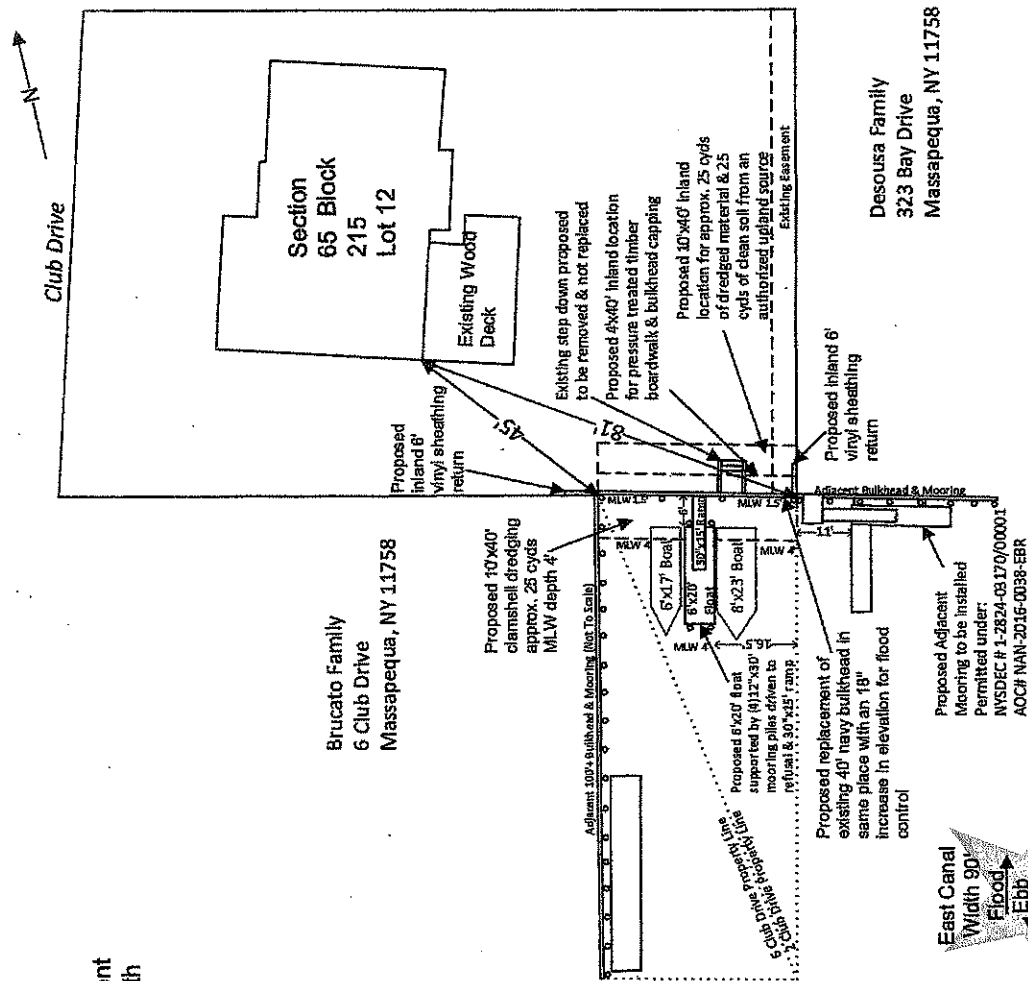 Club Drive
N
Section
65 Block
215
Lot 12
Existing Wood
Deck
Brucato Family
6 Club Drive
Massapequa, NY 11758
Proposed
inland 6'
vinyl sheathing
return
45'
81'
Existing step down proposed
to be removed & not replaced
Proposed 4'x40' inland location
for pressure treated timber
boardwalk & bulkhead capping
Proposed 10'x40' inland
location for approx. 25 cyds
of dredged material & 25
cyds of clean soil from an
authorized upland source
Existing Easement
Desousa Family
323 Bay Drive
Massapequa, NY 11758
Proposed inland 6'
vinyl sheathing
return
Proposed 10'x40'
clamshell dredging
approx. 25 cyds
MLW depth 4'
Adjacent 100'+ Bulkhead & Mooring (Not To Scale)
MLW 1.5'
MLW 1.5'
Adjacent Bulkhead & Mooring
MLW 4'
MLW 4'
MLW 4'
6'
6'x17' Boat
30"x15' Ramp
6'x20'
Float
8'x23' Boat
16.5'
11'
Proposed 6'x20' float
supported by (4)12"x30'
mooring piles driven to
refusal & 30"x15' ramp
6 Club Drive Property Line
Club Drive Property Line
Proposed replacement of
existing 40' navy bulkhead in
same place with an 18"
increase in elevation for flood
control
Proposed Adjacent
Mooring to be Installed
Permitted under:
NYSDEC # 1-2824-03170/00001
AOC# NAN-2016-0038-EBR
East Canal
Width 90'
Flood
Ebb
nt
th